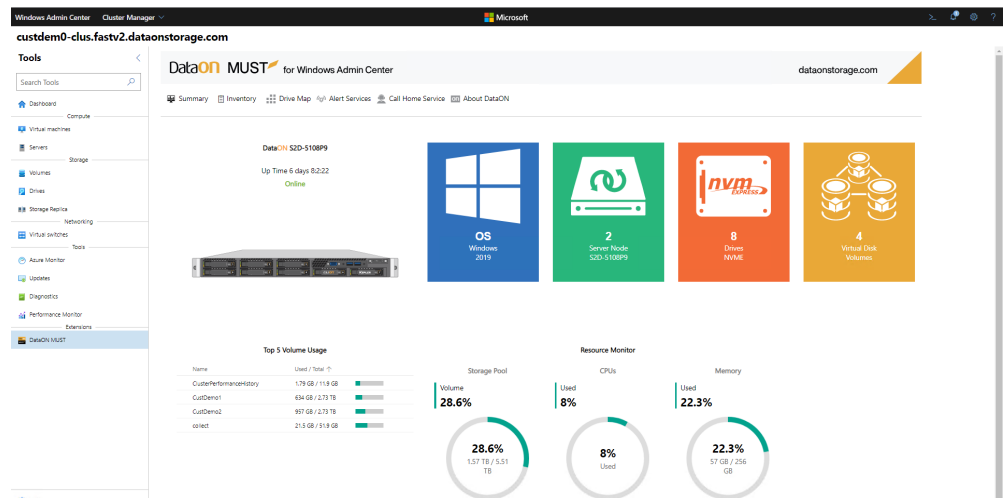 Windows Admin Center Cluster Manager
Microsoft
custdem0-clus.fastv2.dataonstorage.com
Tools
Search Tools
Dashboard
Compute
Virtual machines
Servers
Storage
Volumes
Drives
Storage Replica
Networking
Virtual switches
Tools
Azure Monitor
Updates
Diagnostics
Performance Monitor
Extensions
DataON MUST
DataON MUST for Windows Admin Center
dataonstorage.com
Summary Inventory Drive Map Alert Services Call Home Service About DataON
DataON S2D-5108P9
Up Time 6 days 8:2:22
Online
OS
Windows
2019
2
Server Node
S2D-5108P9
nvm
EXPRESS
8
Drives
NVME
4
Virtual Disk
Volumes
Top 5 Volume Usage
Name Used / Total
ClusterPerformanceHistory 1.79 GB / 11.9 GB
CustDemo1 634 GB / 2.73 TB
CustDemo2 957 GB / 2.73 TB
collect 21.5 GB / 51.9 GB
Resource Monitor
Storage Pool
Volume
28.6%
28.6%
1.57 TB / 5.51
TB
CPUs
Used
8%
8%
Used
Memory
Used
22.3%
22.3%
57 GB / 256
GB